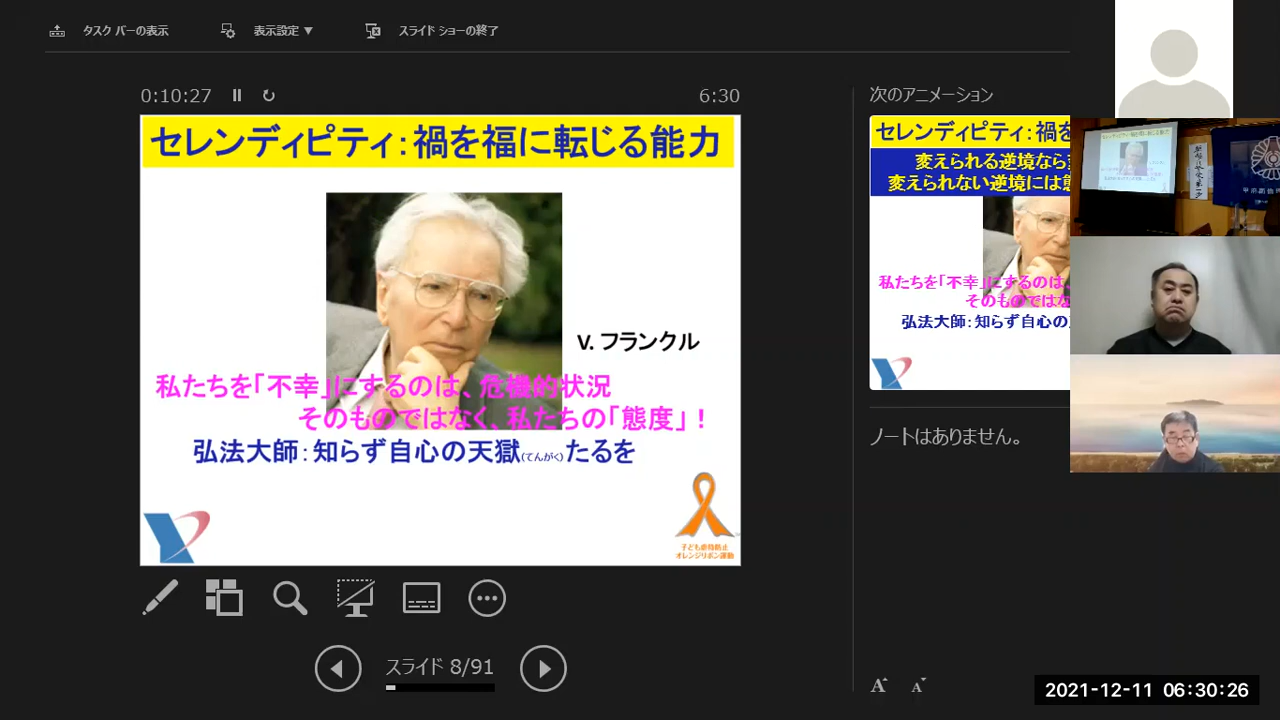 タスク バーの表示
表示設定 ▼
スライド ショーの終了
0:10:27
6:30
セレンディピティ：禍を福に転じる能力
V. フランクル
私たちを「不幸」にするのは、危機的状況
そのものではなく、私たちの「態度」！
弘法大師：知らず自心の天獄(てんがく)たるを
子ども虐待防止
オレンジリボン運動
スライド 8/91
次のアニメーション
セレンディピティ：禍を
変えられる逆境なら
変えられない逆境には態
私たちを「不幸」にするのは、
そのものではな
弘法大師：知らず自心の
ノートはありません。
A A
2021-12-11 06:30:26